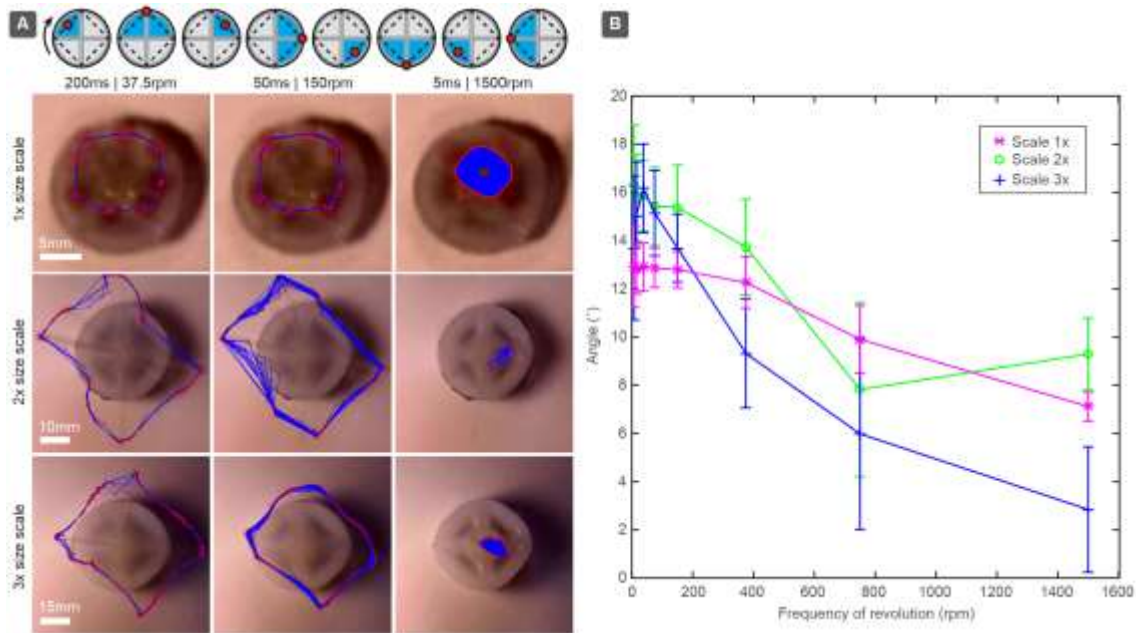 A
200ms | 37.5rpm
50ms | 150rpm
5ms | 1500rpm
1x size scale
5mm
2x size scale
10mm
3x size scale
15mm
B
20
18
16
14
12
10
8
6
4
2
0
Angle (°)
Scale 1x
Scale 2x
Scale 3x
0 200 400 600 800 1000 1200 1400 1600
Frequency of revolution (rpm)